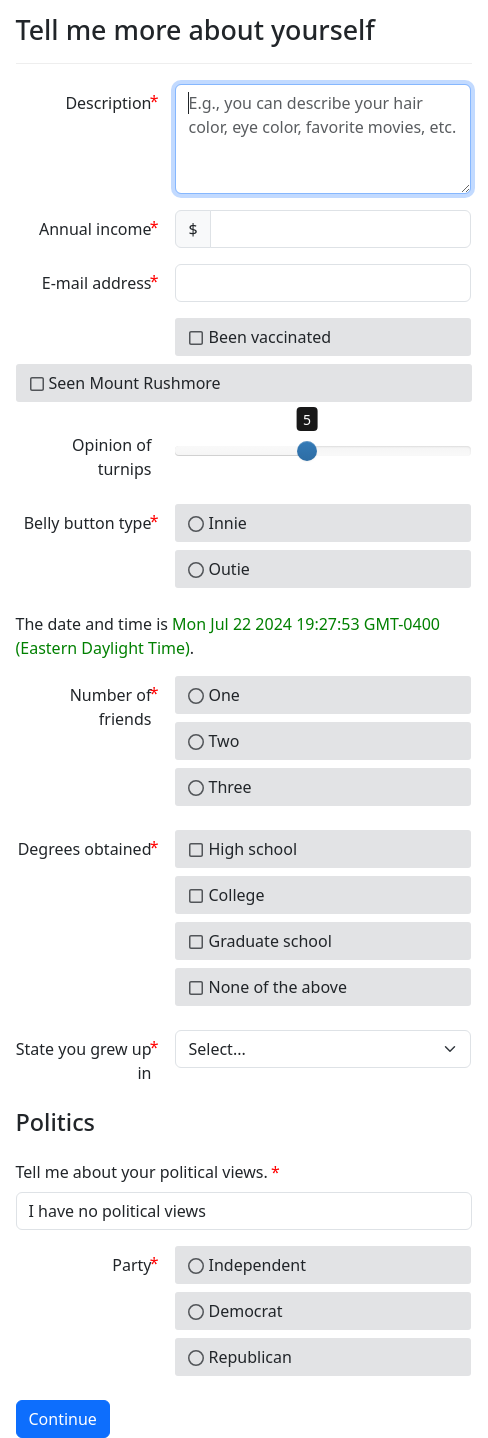 Tell me more about yourself
Description*
E.g., you can describe your hair
color, eye color, favorite movies, etc.
Annual income*
$
E-mail address*
Been vaccinated
Seen Mount Rushmore
5
Opinion of
turnips
Belly button type*
Innie
Outie
The date and time is Mon Jul 22 2024 19:27:53 GMT-0400
(Eastern Daylight Time).
Number of*
friends
One
Two
Three
Degrees obtained*
High school
College
Graduate school
None of the above
State you grew up*
in
Select...
Politics
Tell me about your political views. *
I have no political views
Party*
Independent
Democrat
Republican
Continue